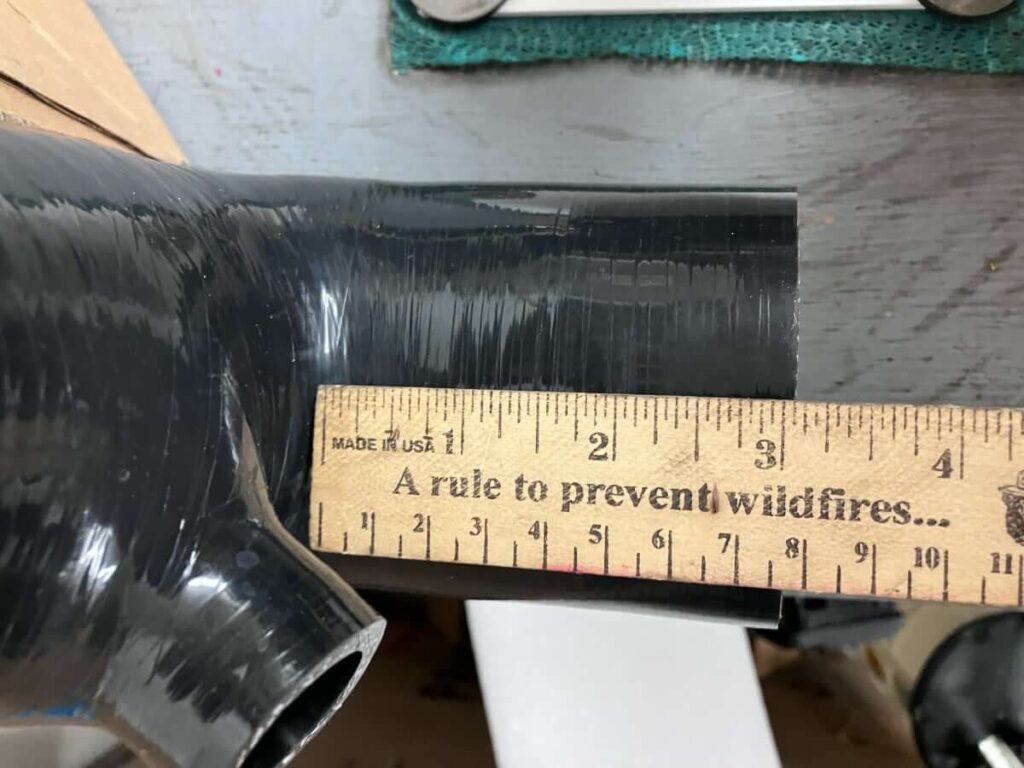 MADE IN USA 1 2 3 4
A rule to prevent wildfires...
1 2 3 4 5 6 7 8 9 10 11